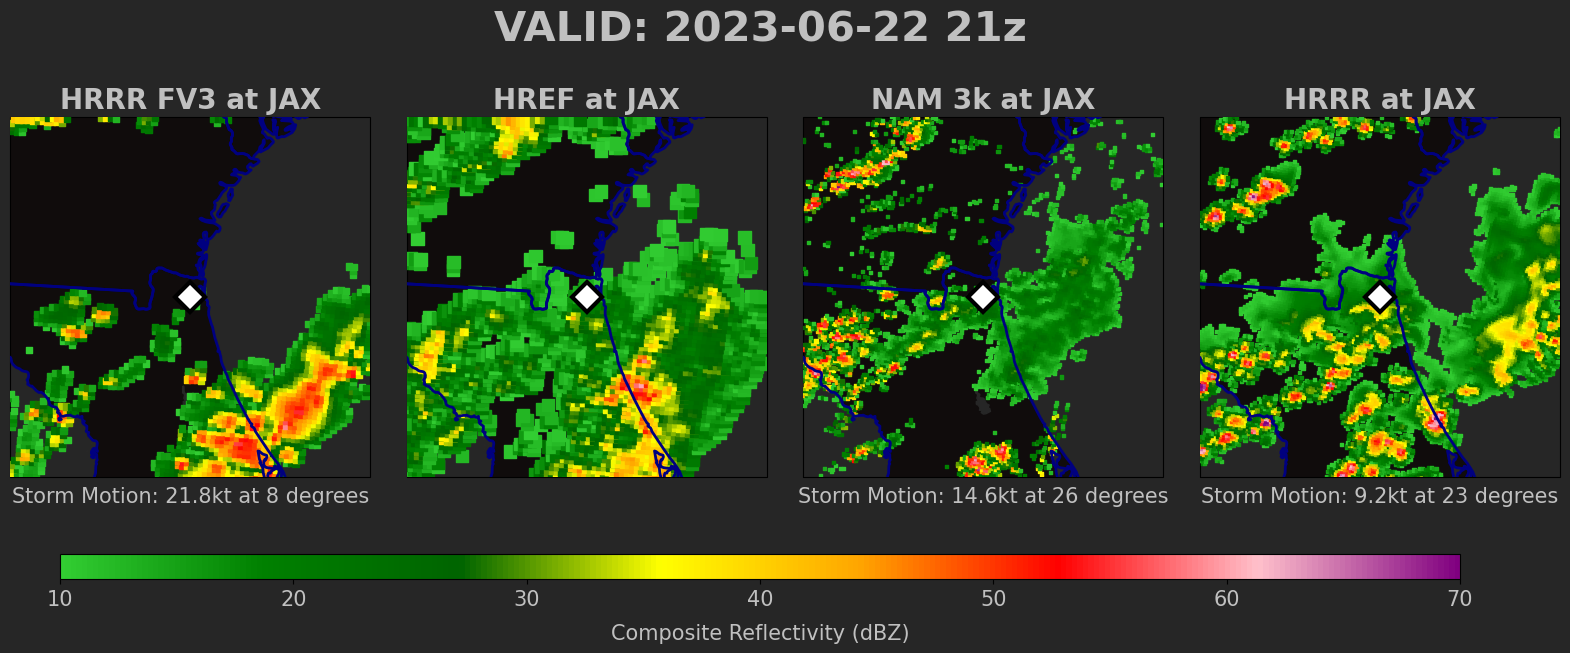 VALID: 2023-06-22 21z
HRRR FV3 at JAX
HREF at JAX
NAM 3k at JAX
HRRR at JAX
Storm Motion: 21.8kt at 8 degrees
Storm Motion: 14.6kt at 26 degrees
Storm Motion: 9.2kt at 23 degrees
10 20 30 40 50 60 70
Composite Reflectivity (dBZ)